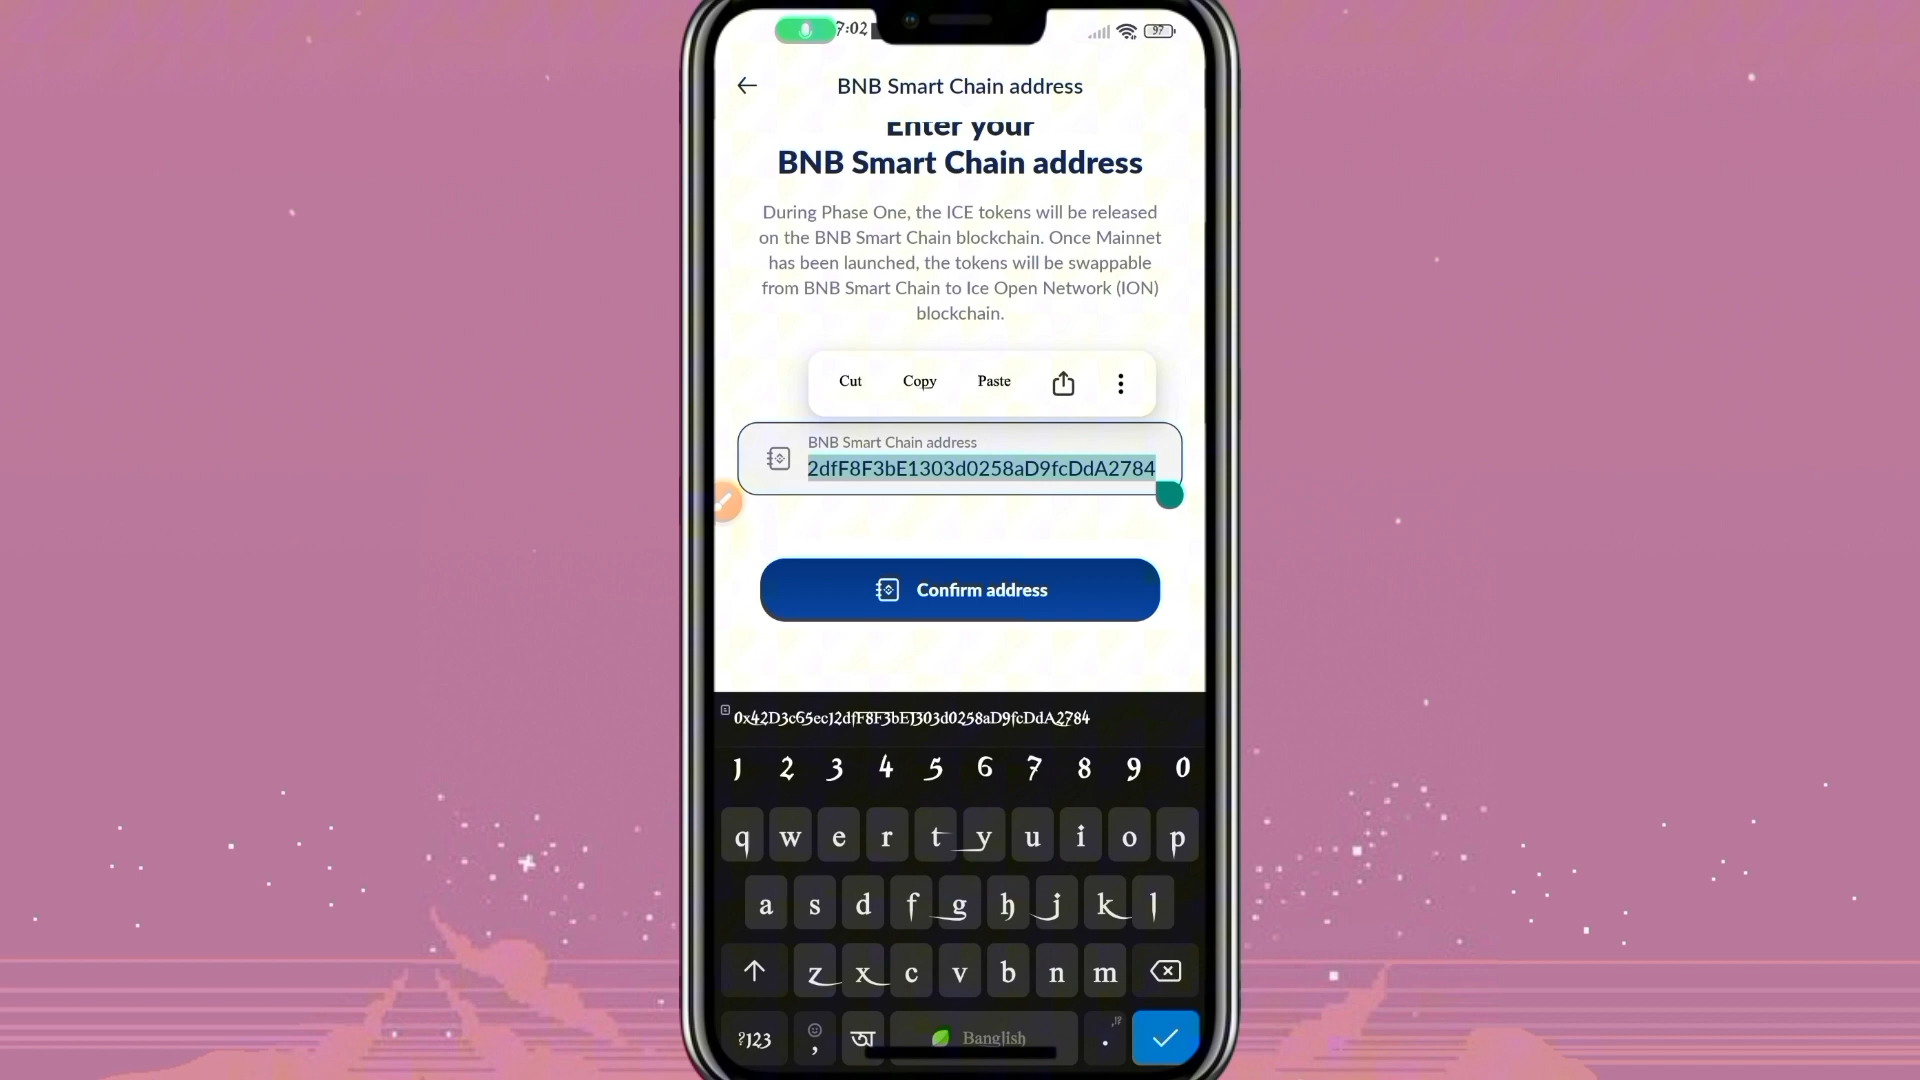 7:02
97
BNB Smart Chain address
Enter your
BNB Smart Chain address
During Phase One, the ICE tokens will be released
on the BNB Smart Chain blockchain. Once Mainnet
has been launched, the tokens will be swappable
from BNB Smart Chain to Ice Open Network (ION)
blockchain.
Cut Copy Paste
BNB Smart Chain address
2dfF8F3bE1303d0258aD9fcDdA2784
Confirm address
0x42D3c65ec12dfF8F3bE1303d0258aD9fcDdA2784
1 2 3 4 5 6 7 8 9 0
q w e r t y u i o p
a s d f g h j k l
z x c v b n m
?123 , অ Banglish . ,!?